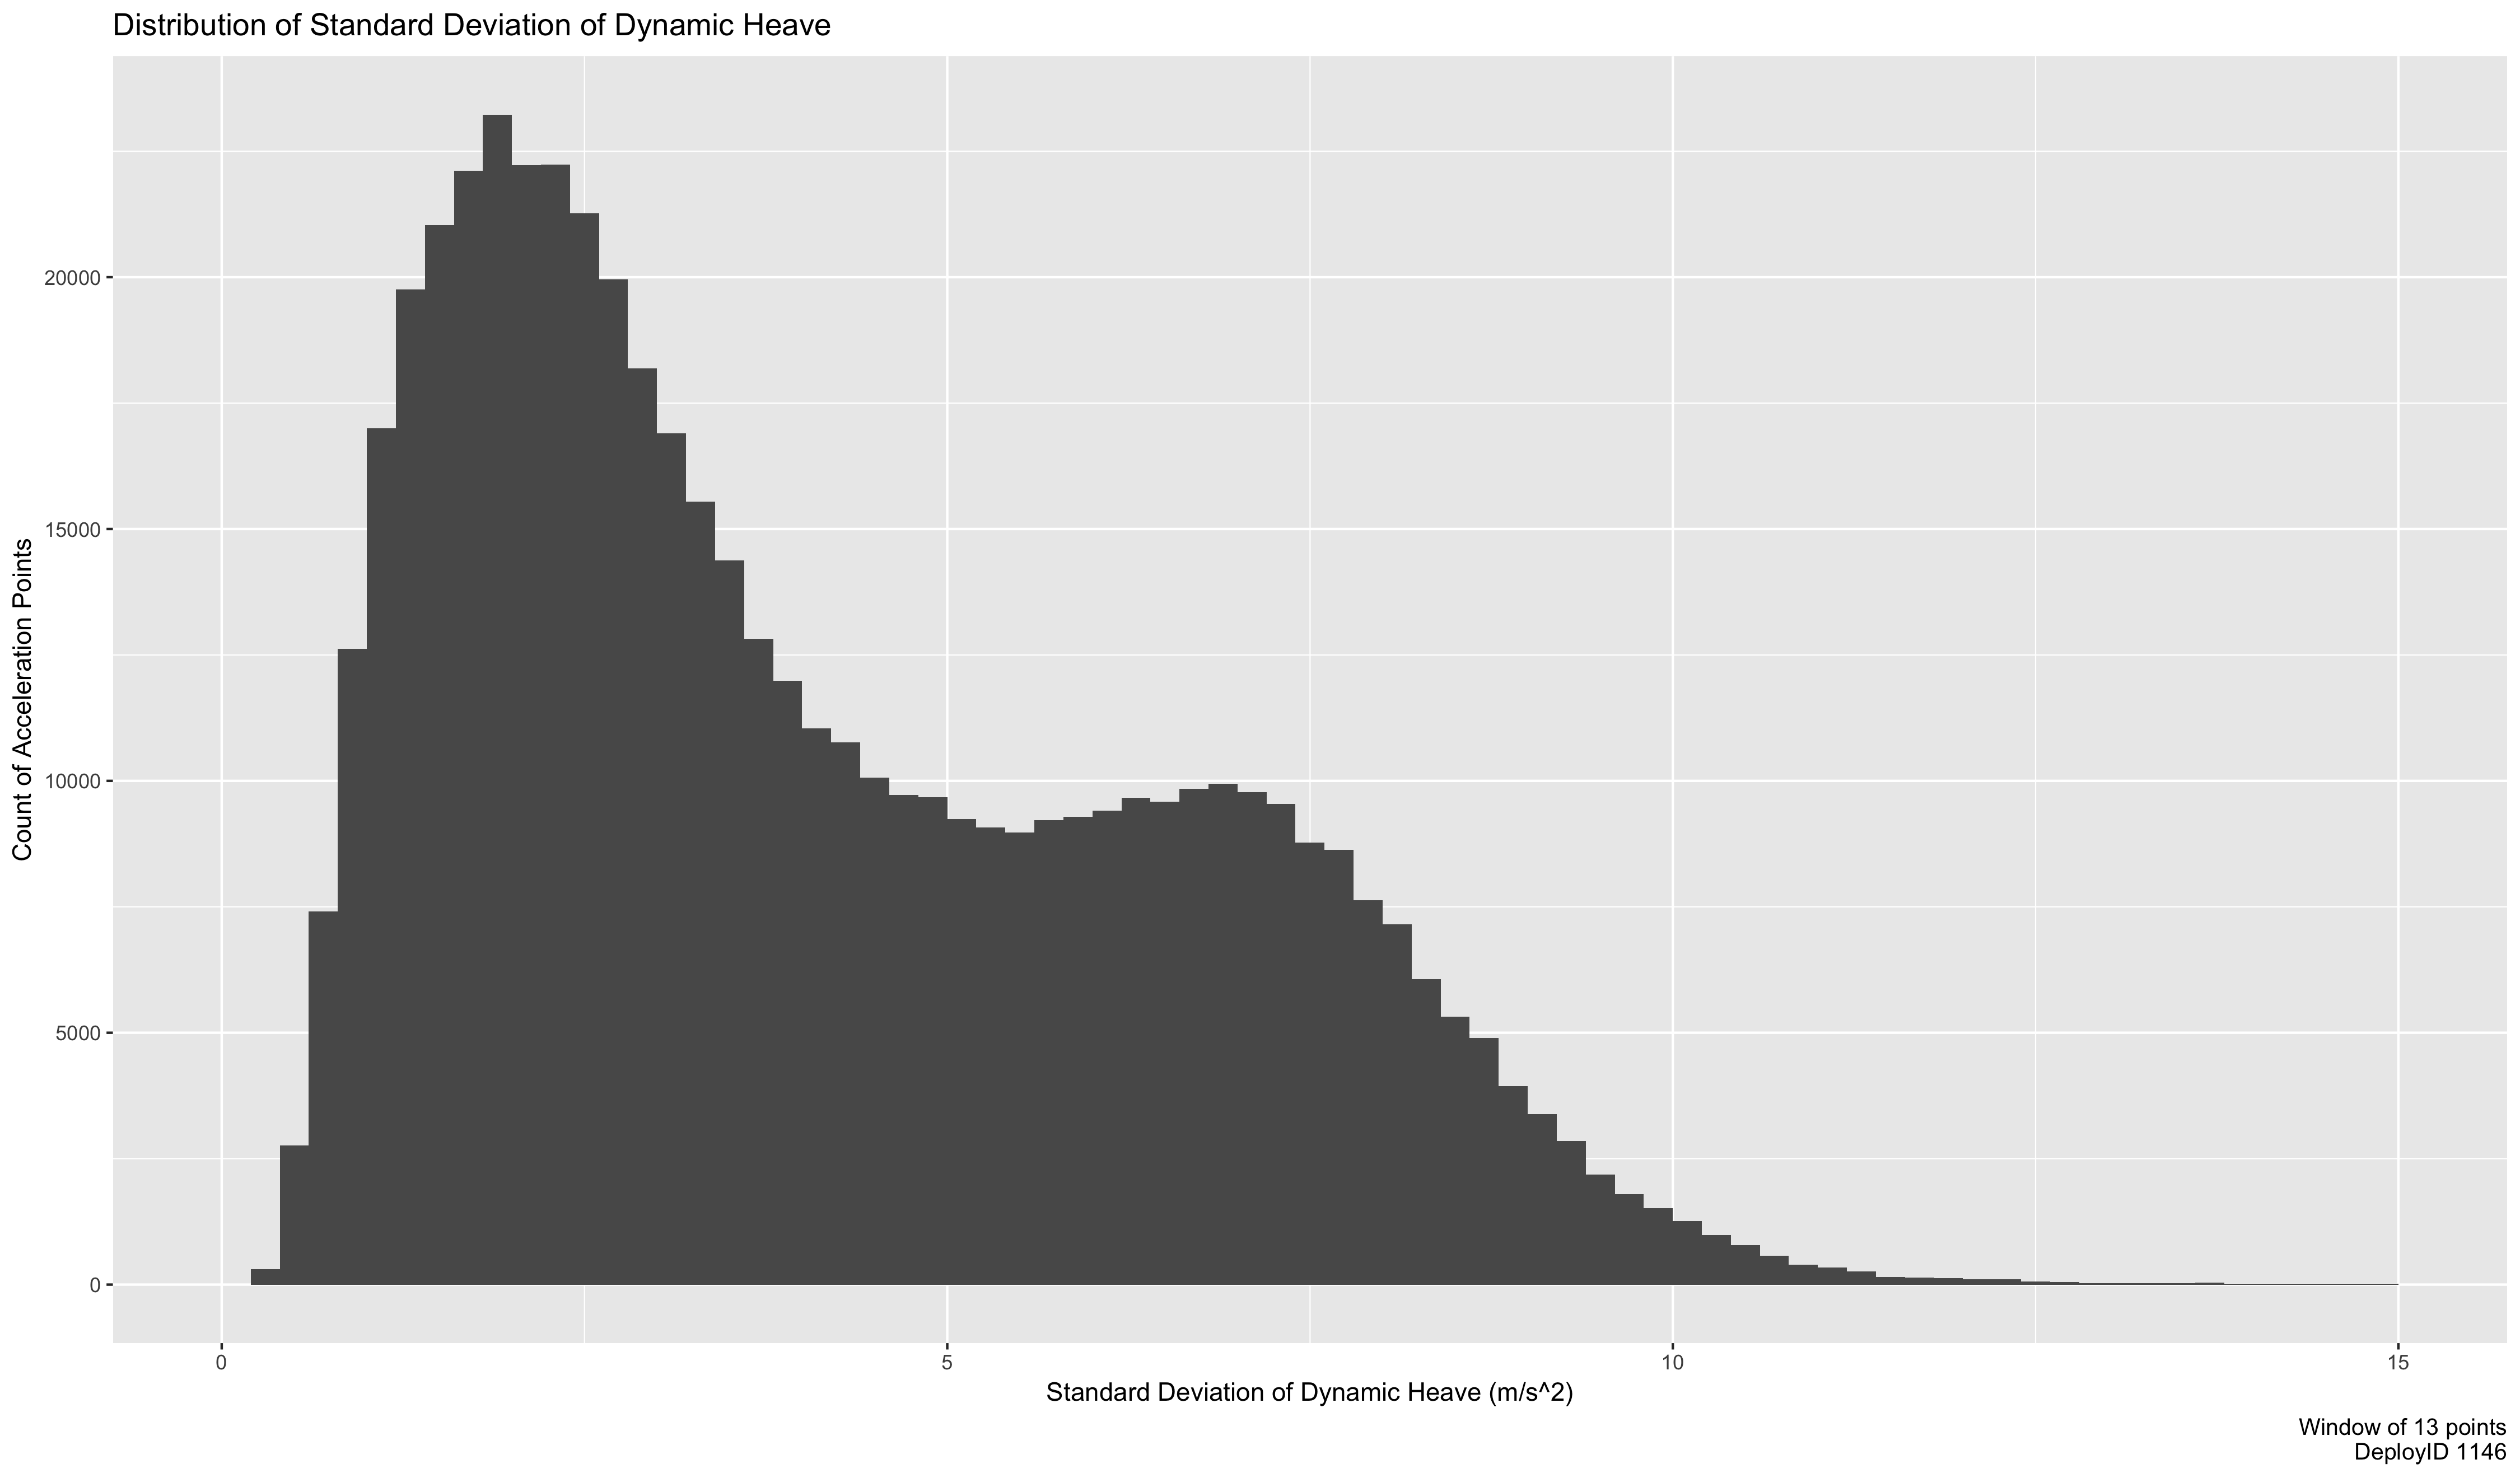 Distribution of Standard Deviation of Dynamic Heave
Count of Acceleration Points
20000
15000
10000
5000
0
0
5
10
15
Standard Deviation of Dynamic Heave (m/s^2)
Window of 13 points
DeployID 1146